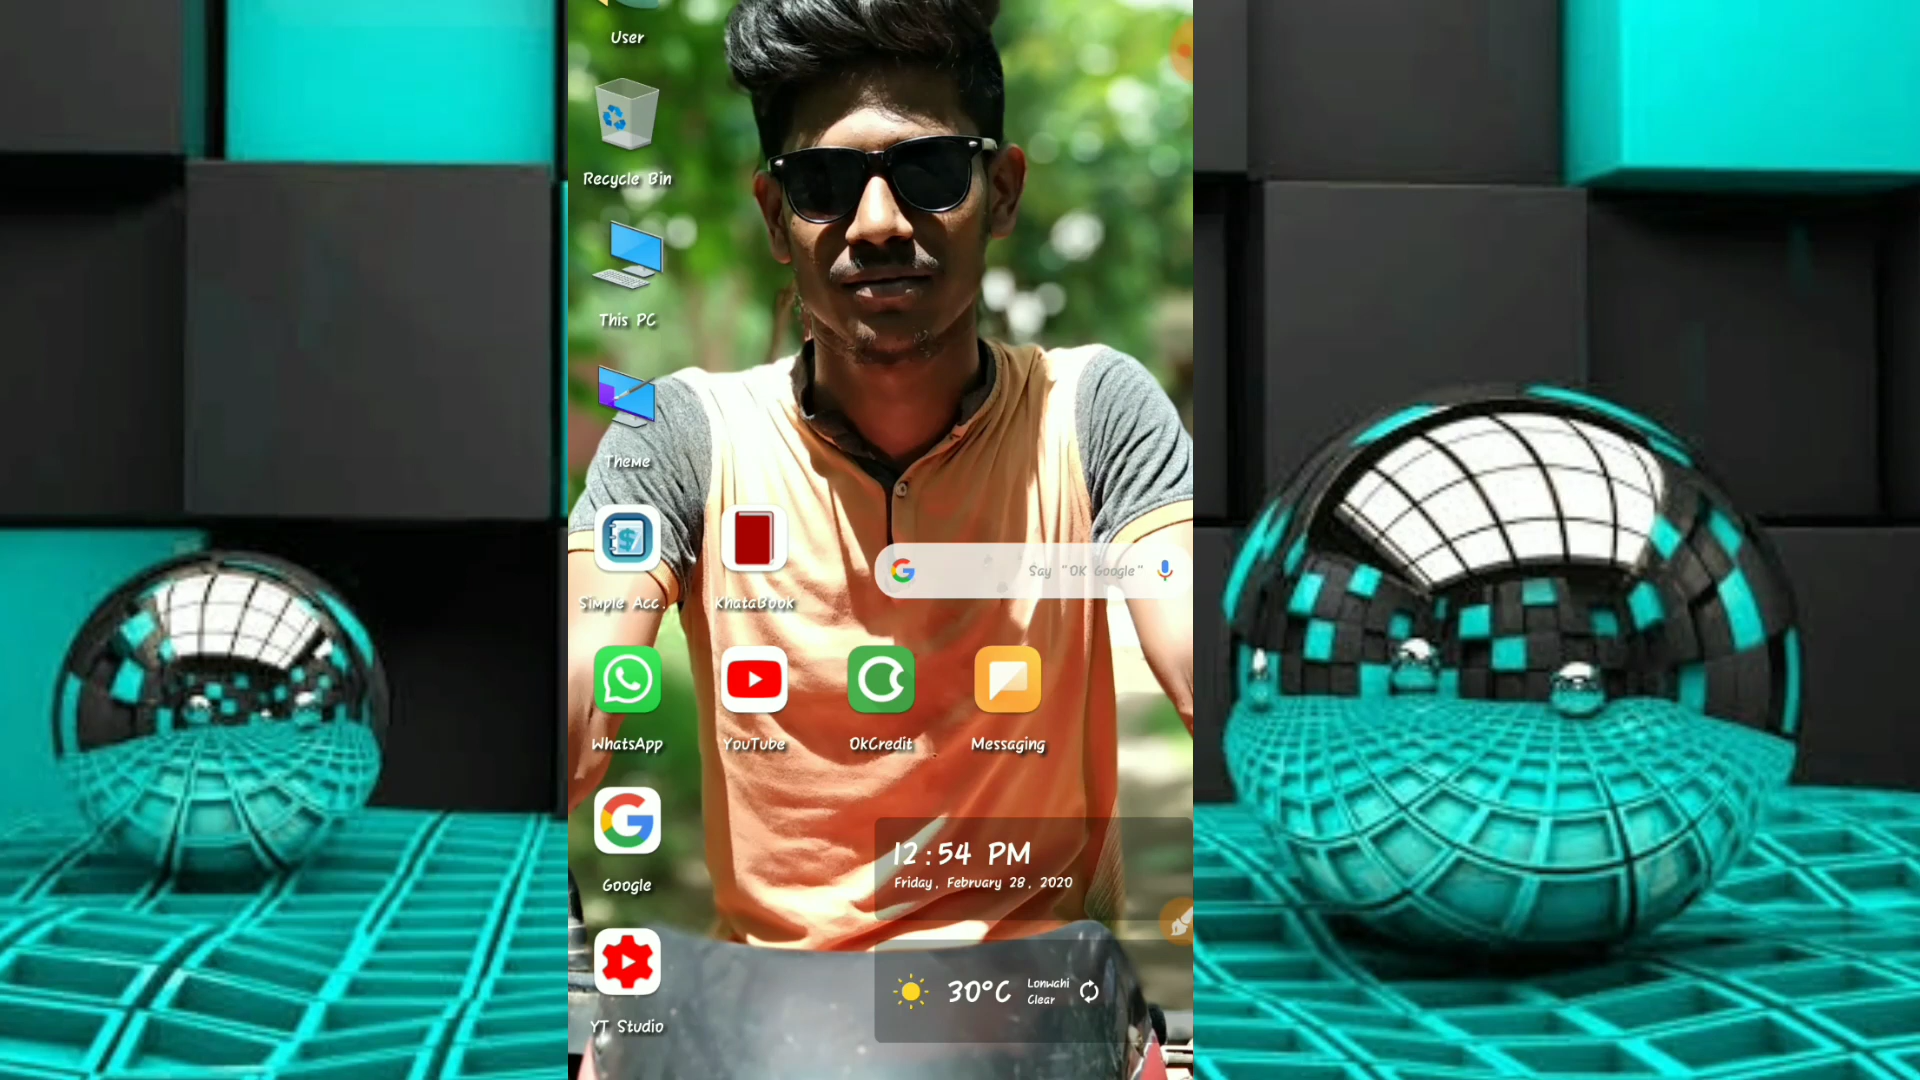 User
Recycle Bin
This PC
Theme
Simple Acc.
KhataBook
Say "OK Google"
WhatsApp
YouTube
OkCredit
Messaging
Google
12:54 PM
Friday, February 28, 2020
30°C
Lonwahi
Clear
YT Studio